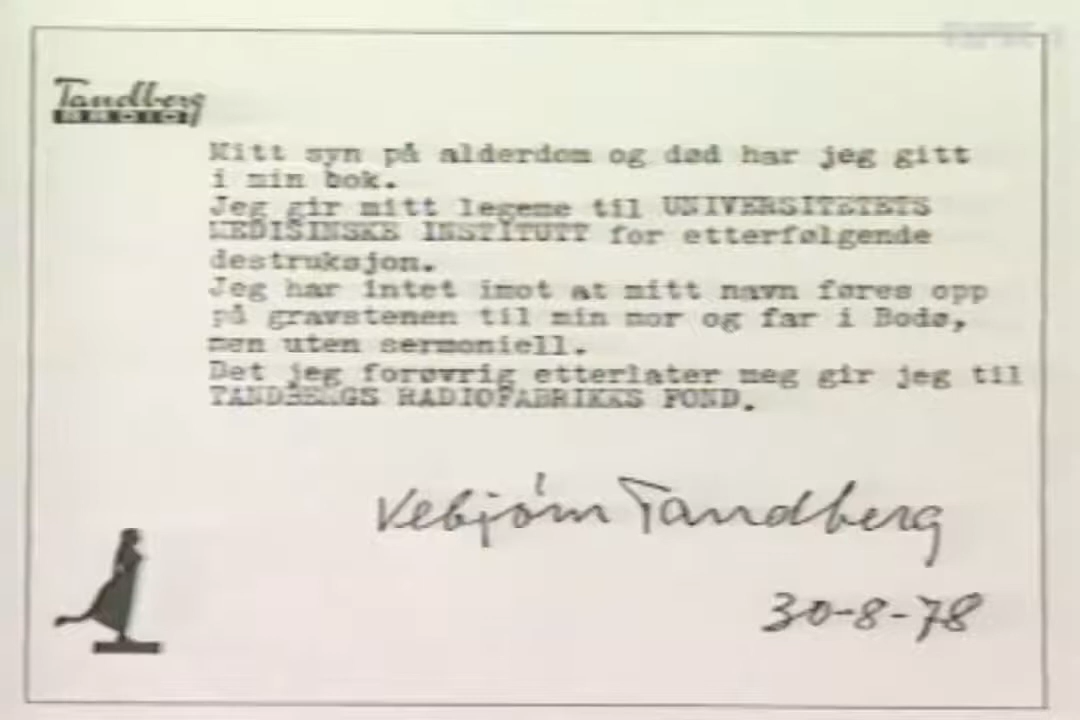 Tandberg
RADIO
Mitt syn på alderdom og død har jeg gitt
i min bok.
Jeg gir mitt legeme til UNIVERSITETETS
MEDISINSKE INSTITUTT for etterfølgende
destruksjon.
Jeg har intet imot at mitt navn føres opp
på gravstenen til min mor og far i Bodø,
men uten sermoniell.
Det jeg forøvrig etterlater meg gir jeg til
TANDBERGS RADIOFABRIKKS FOND.
Vebjørn Tandberg
30-8-78